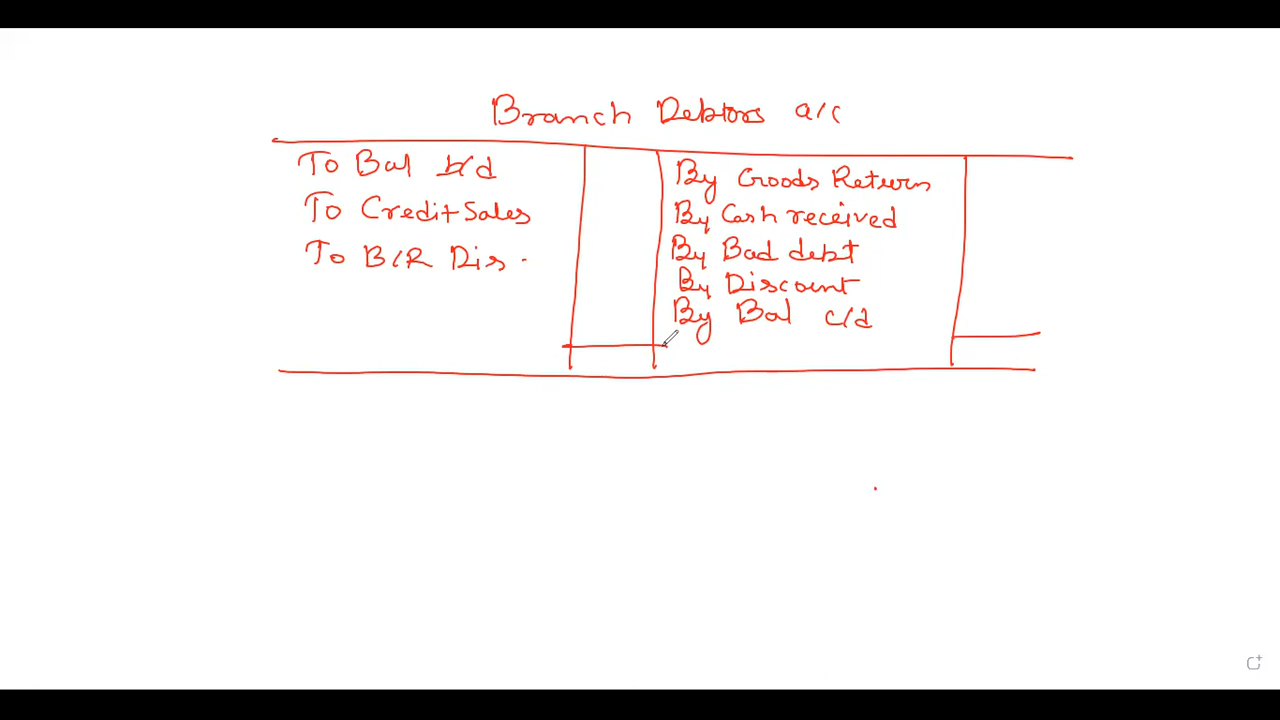 Branch Debtors a/c
To Bal b/d
To Credit Sales
To B/R Dis.
By Goods Return
By Cash received
By Bad debt
By Discount
By Bal c/d